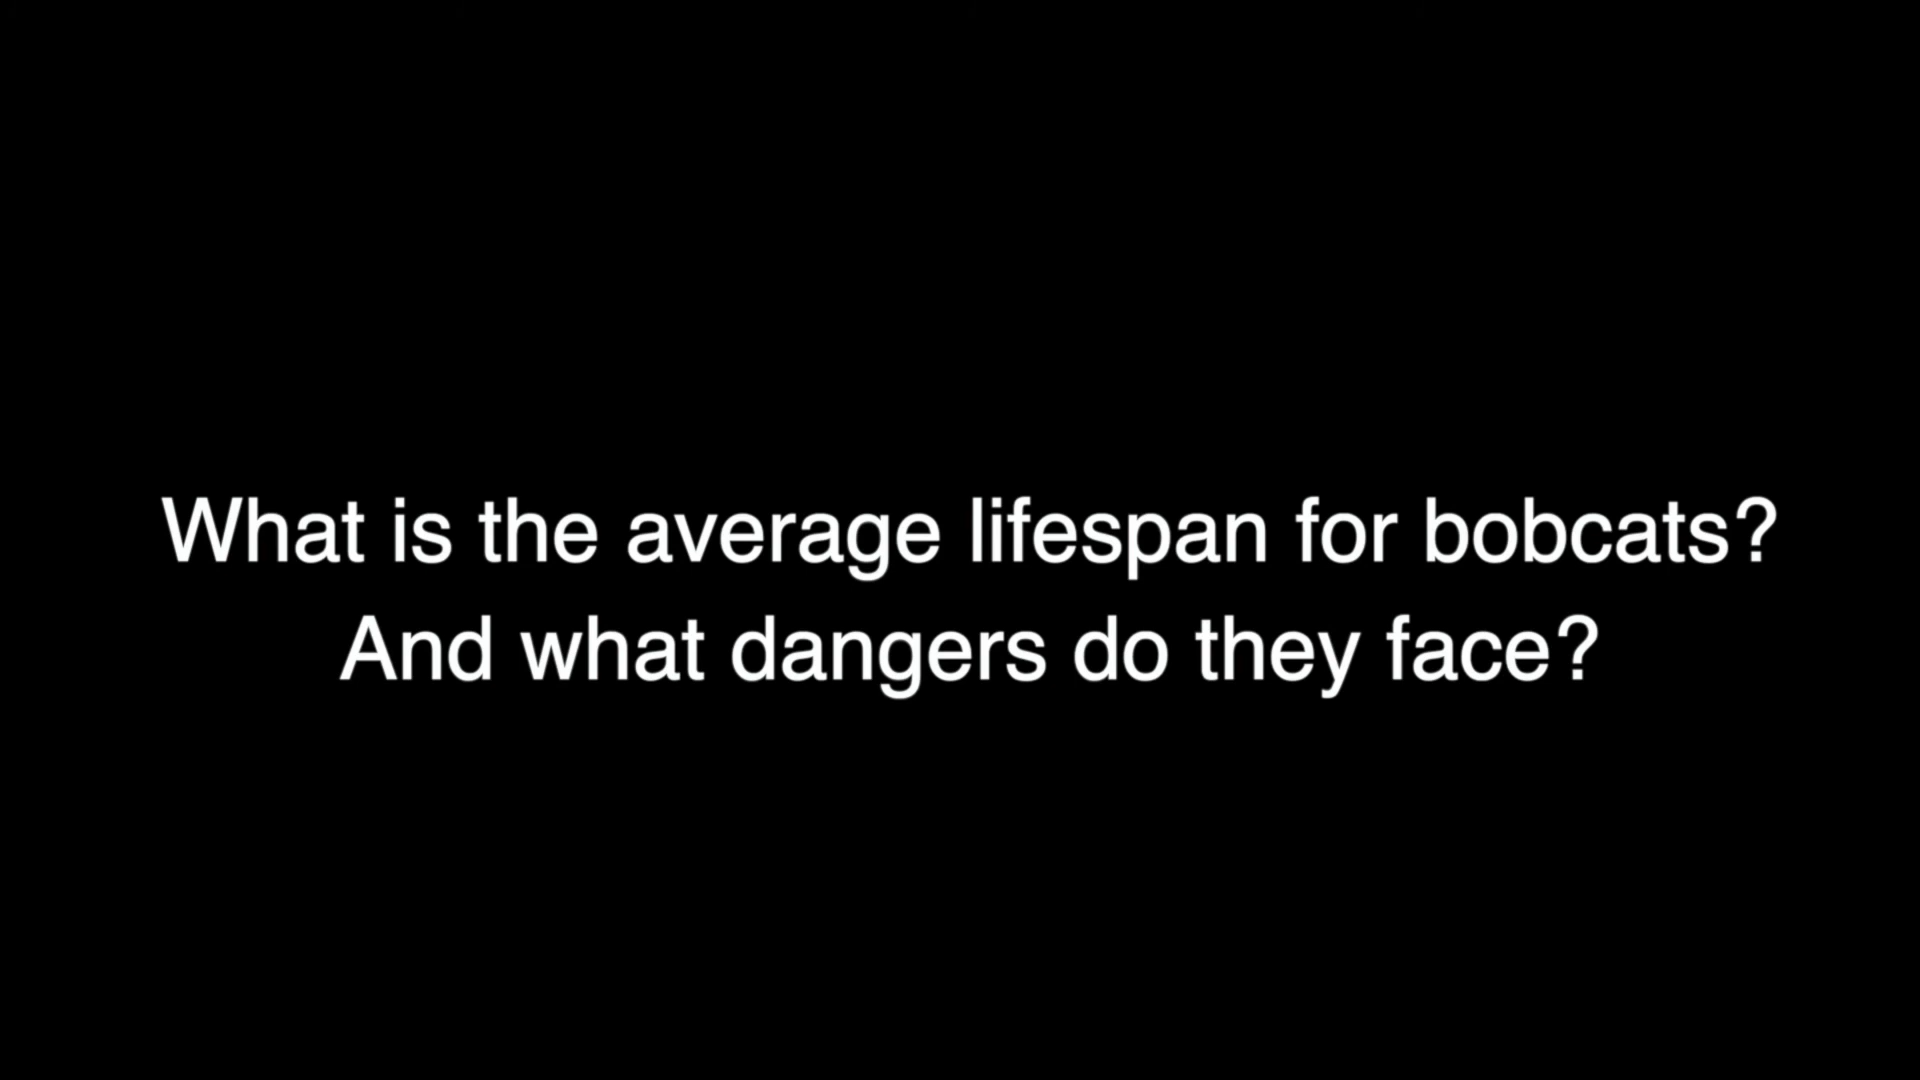 What is the average lifespan for bobcats?
And what dangers do they face?